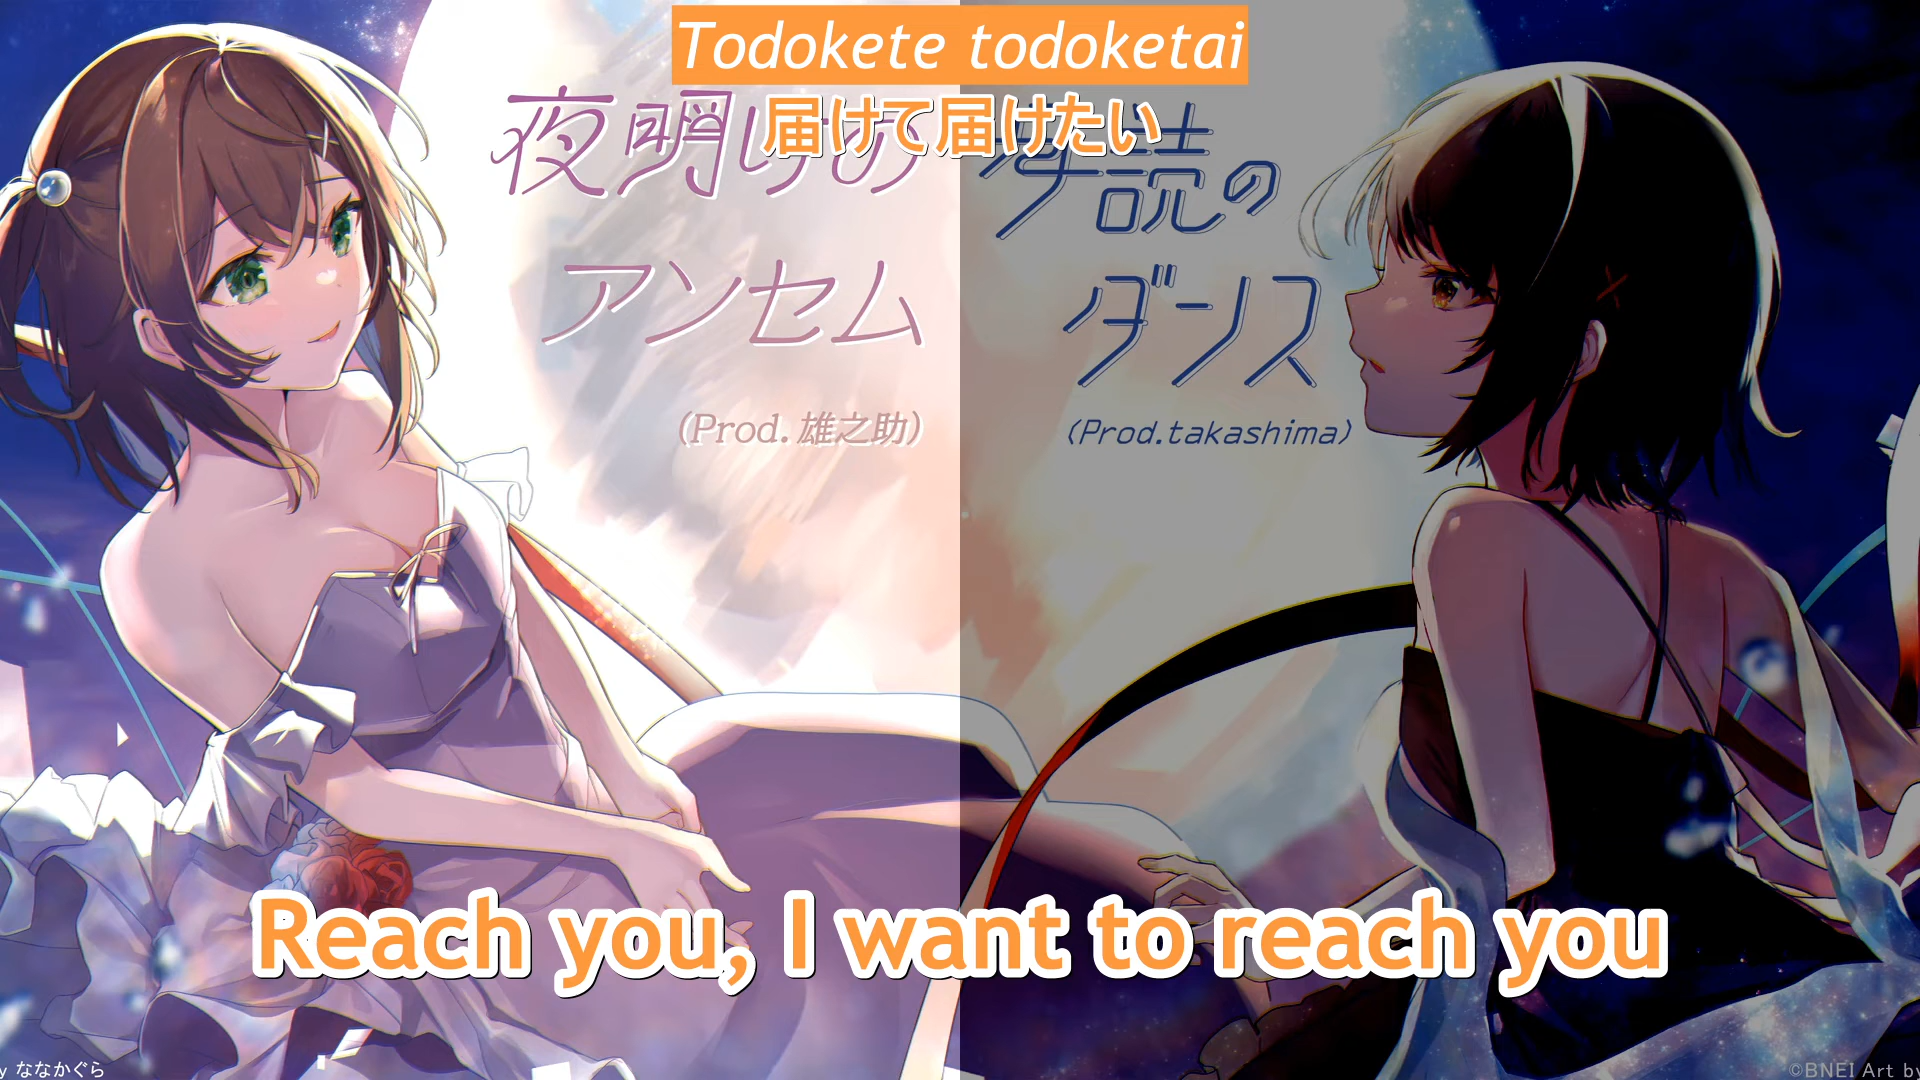 Todokete todoketai
届けて届けたい
夜明けの
アンセム
(Prod.雄之助)
読の
ダンス
(Prod.takashima)
Reach you, I want to reach you
y ななかぐら
©BNEI Art by